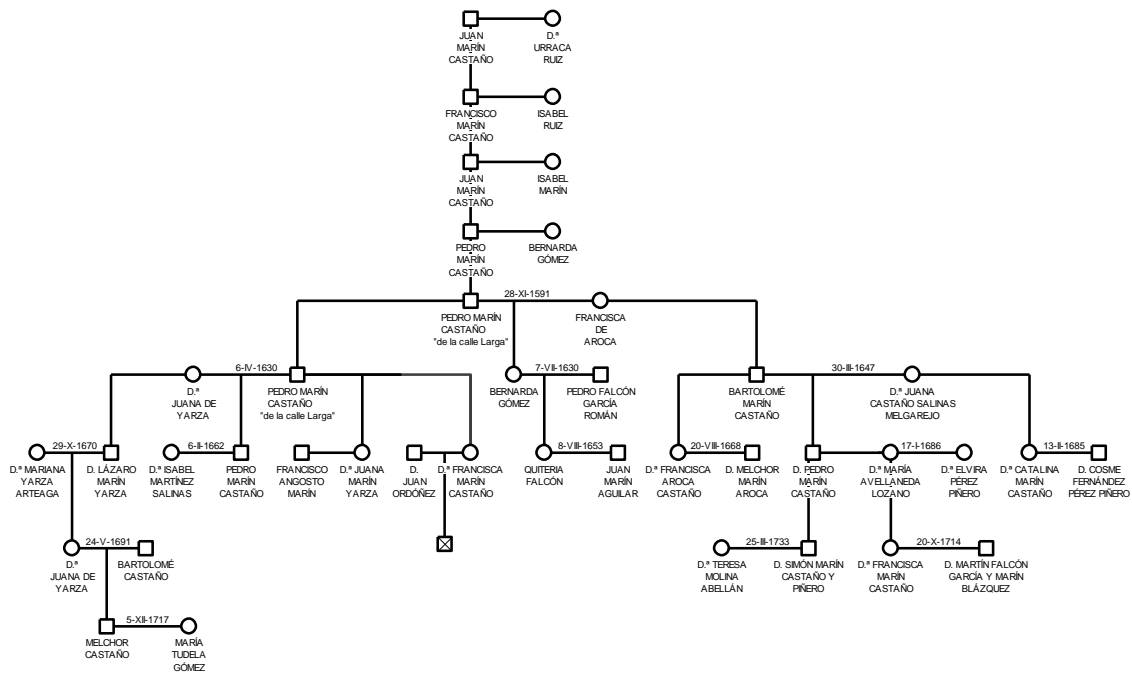 JUAN
MARÍN
CASTAÑO
D.ª
URRACA
RUIZ
FRANCISCO
MARÍN
CASTAÑO
ISABEL
RUIZ
JUAN
MARÍN
CASTAÑO
ISABEL
MARÍN
PEDRO
MARÍN
CASTAÑO
BERNARDA
GÓMEZ
28-XI-1591
PEDRO MARÍN
CASTAÑO
"de la calle Larga"
FRANCISCA
DE
AROCA
6-IV-1630
D.ª
JUANA DE
YARZA
PEDRO MARÍN
CASTAÑO
"de la calle Larga"
7-VII-1630
BERNARDA
GÓMEZ
PEDRO FALCÓN
GARCÍA
ROMÁN
30-III-1647
BARTOLOMÉ
MARÍN
CASTAÑO
D.ª JUANA
CASTAÑO SALINAS
MELGAREJO
29-X-1670
D.ª MARIANA
YARZA
ARTEAGA
D. LÁZARO
MARÍN
YARZA
6-II-1662
D.ª ISABEL
MARTÍNEZ
SALINAS
PEDRO
MARÍN
CASTAÑO
FRANCISCO
ANGOSTO
MARÍN
D.ª JUANA
MARÍN
YARZA
D.
JUAN
ORDÓÑEZ
D.ª FRANCISCA
MARÍN
CASTAÑO
8-VIII-1653
QUITERIA
FALCÓN
JUAN
MARÍN
AGUILAR
20-VIII-1668
D.ª FRANCISCA
AROCA
CASTAÑO
D. MELCHOR
MARÍN
AROCA
D. PEDRO
MARÍN
CASTAÑO
17-I-1686
D.ª MARÍA
AVELLANEDA
LOZANO
D.ª ELVIRA
PÉREZ
PIÑERO
13-II-1685
D.ª CATALINA
MARÍN
CASTAÑO
D. COSME
FERNÁNDEZ
PÉREZ PIÑERO
24-V-1691
D.ª
JUANA DE
YARZA
BARTOLOMÉ
CASTAÑO
25-III-1733
D.ª TERESA
MOLINA
ABELLÁN
D. SIMÓN MARÍN
CASTAÑO Y
PIÑERO
20-X-1714
D.ª FRANCISCA
MARÍN
CASTAÑO
D. MARTÍN FALCÓN
GARCÍA Y MARÍN
BLÁZQUEZ
5-XII-1717
MELCHOR
CASTAÑO
MARÍA
TUDELA
GÓMEZ